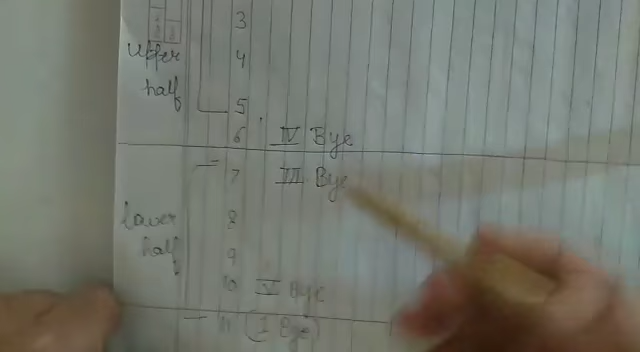 3
upper 4
half
5
6 IV Bye
7 III Bye
lower 8
half 9
10 V Bye
11 (I Bye)